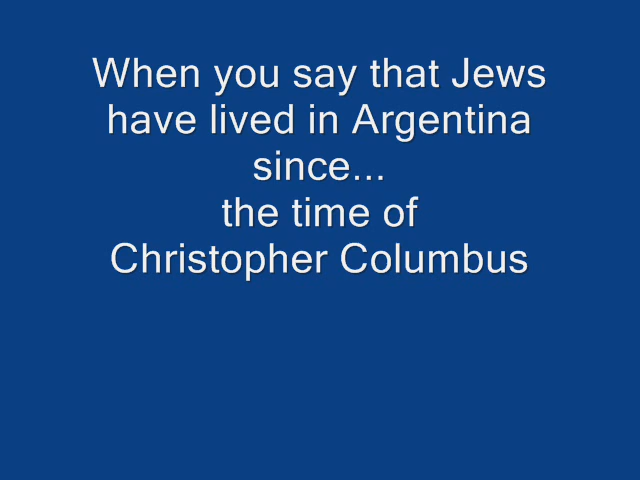 When you say that Jews
have lived in Argentina
since...
the time of
Christopher Columbus